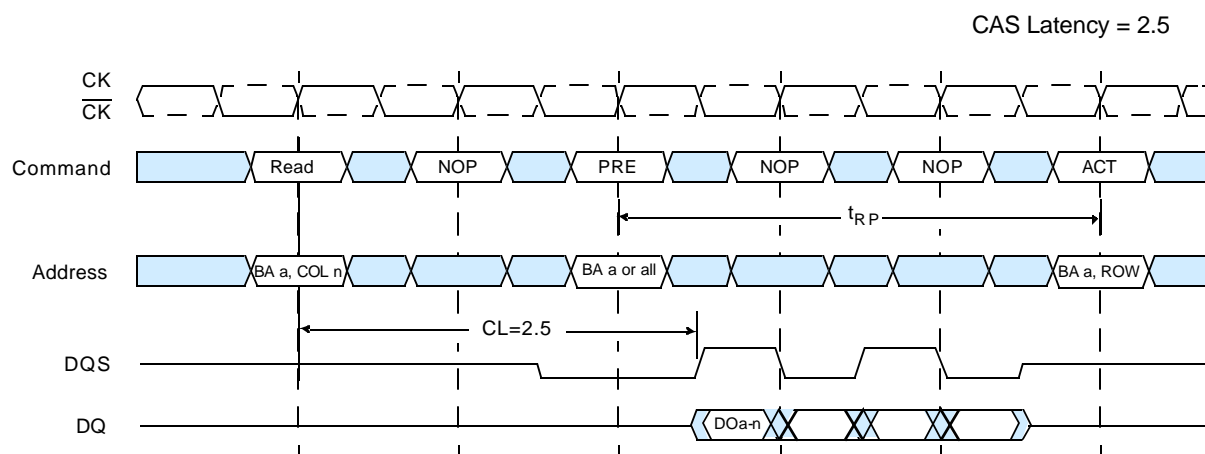 CAS Latency = 2.5
CK
CK
Command
Read
NOP
PRE
NOP
NOP
ACT
tRP
Address
BA a, COL n
BA a or all
BA a, ROW
CL=2.5
DQS
DQ
DOa-n